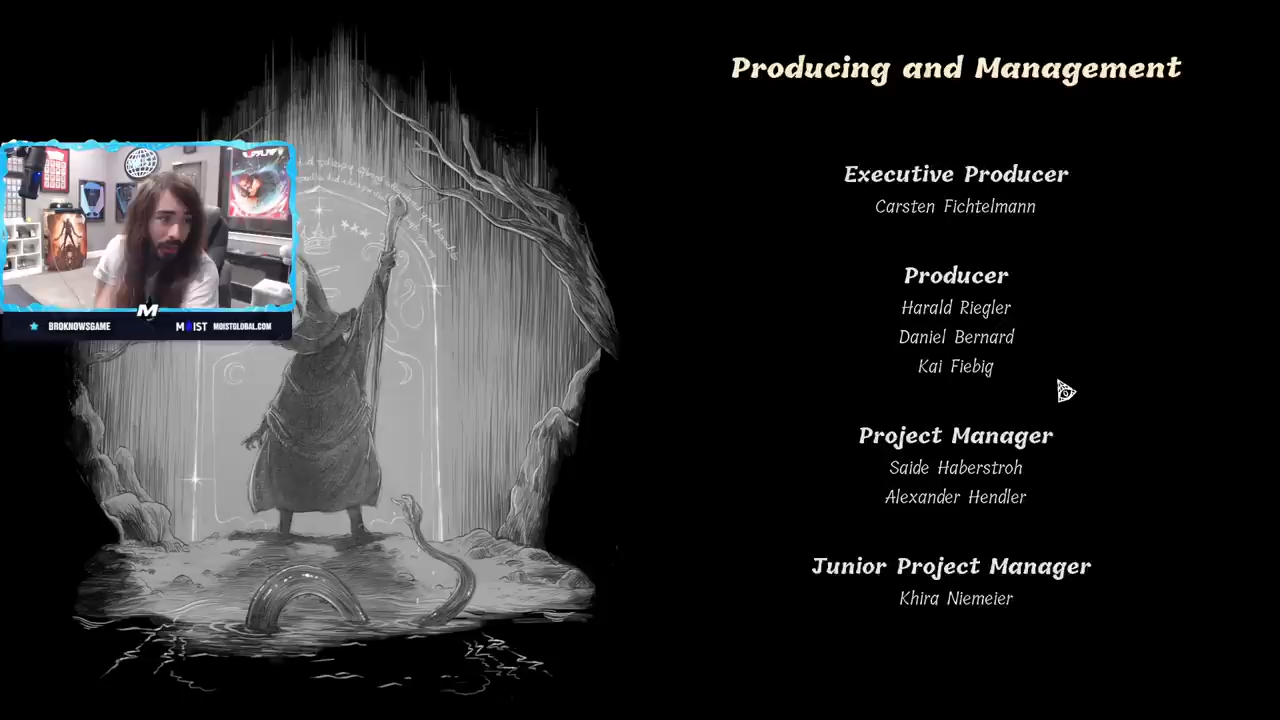 Producing and Management
Executive Producer
Carsten Fichtelmann
Producer
Harald Riegler
Daniel Bernard
Kai Fiebig
Project Manager
Saide Haberstroh
Alexander Hendler
Junior Project Manager
Khira Niemeier
M
BROKNOWSGAME
MOIST
MOISTGLOBAL.COM